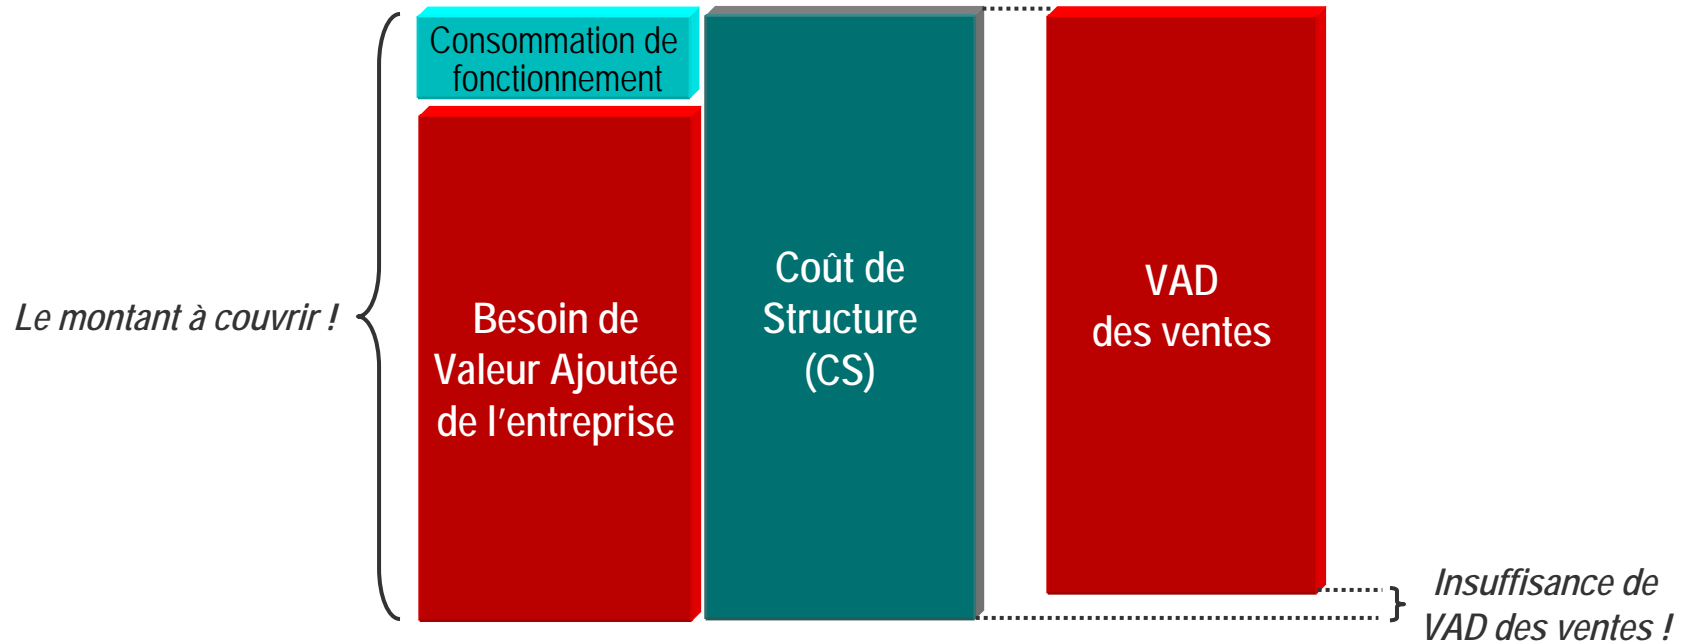 Consommation de
fonctionnement
Le montant à couvrir !
Besoin de
Valeur Ajoutée
de l’entreprise
Coût de
Structure
(CS)
VAD
des ventes
Insuffisance de
VAD des ventes !